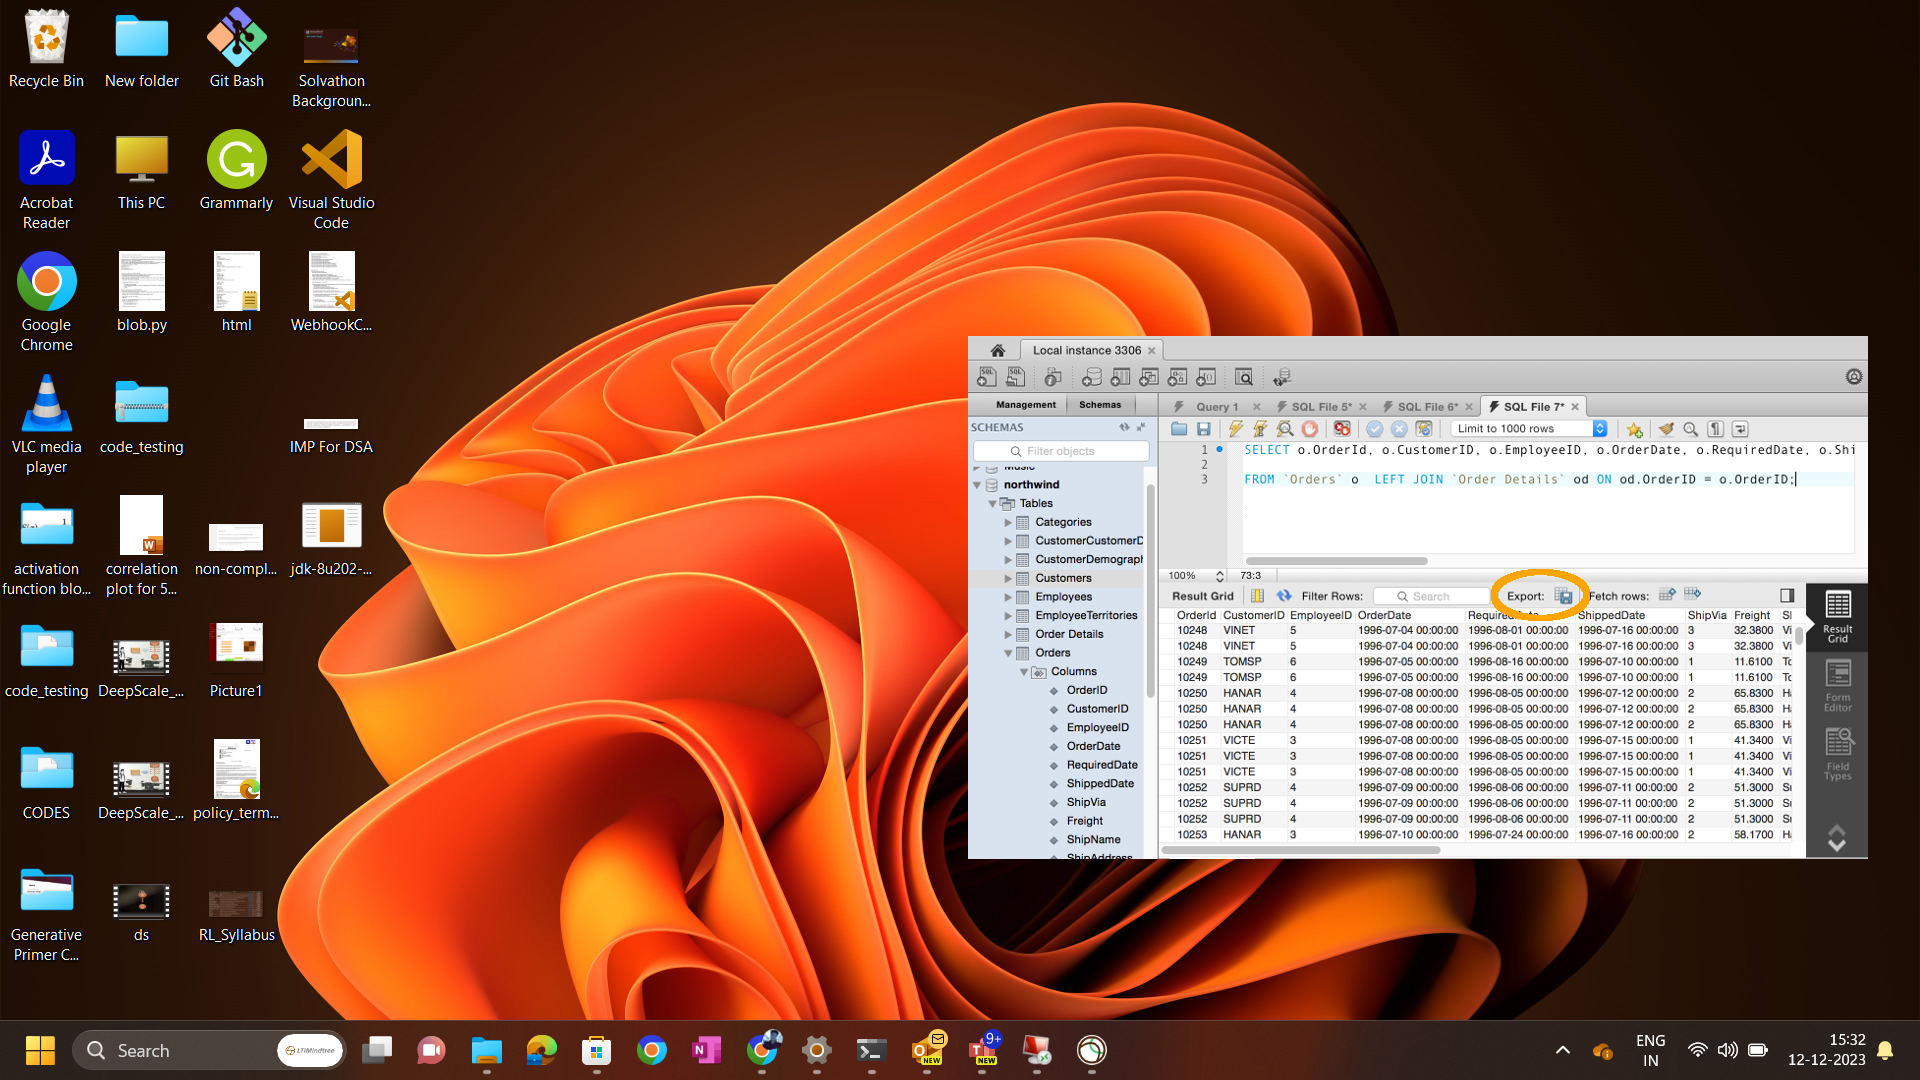 Recycle Bin
New folder
Git Bash
Solvathon
Backgroun...
Acrobat
Reader
This PC
Grammarly
Visual Studio
Code
Google
Chrome
blob.py
html
WebhookC...
VLC media
player
code_testing
IMP For DSA
activation
function blo...
correlation
plot for 5...
non-compl...
jdk-8u202-...
code_testing
DeepScale_...
Picture1
CODES
DeepScale_...
policy_term...
Generative
Primer C...
ds
RL_Syllabus
Local instance 3306
Management Schemas
Query 1 SQL File 5* SQL File 6* SQL File 7*
SCHEMAS
Limit to 1000 rows
Filter objects
1 SELECT o.OrderId, o.CustomerID, o.EmployeeID, o.OrderDate, o.RequiredDate, o.Shi
2
3 FROM `Orders` o LEFT JOIN `Order Details` od ON od.OrderID = o.OrderID;
Music
northwind
Tables
Categories
CustomerCustomerD
CustomerDemograph
Customers
Employees
EmployeeTerritories
Order Details
Orders
Columns
OrderID
CustomerID
EmployeeID
OrderDate
RequiredDate
ShippedDate
ShipVia
Freight
ShipName
ShipAddress
100% 73:3
Result Grid Filter Rows: Search Export: Fetch rows:
OrderId CustomerID EmployeeID OrderDate RequiredDate ShippedDate ShipVia Freight SI
10248 VINET 5 1996-07-04 00:00:00 1996-08-01 00:00:00 1996-07-16 00:00:00 3 32.3800 Vi
10248 VINET 5 1996-07-04 00:00:00 1996-08-01 00:00:00 1996-07-16 00:00:00 3 32.3800 Vi
10249 TOMSP 6 1996-07-05 00:00:00 1996-08-16 00:00:00 1996-07-10 00:00:00 1 11.6100 To
10249 TOMSP 6 1996-07-05 00:00:00 1996-08-16 00:00:00 1996-07-10 00:00:00 1 11.6100 To
10250 HANAR 4 1996-07-08 00:00:00 1996-08-05 00:00:00 1996-07-12 00:00:00 2 65.8300 Ha
10250 HANAR 4 1996-07-08 00:00:00 1996-08-05 00:00:00 1996-07-12 00:00:00 2 65.8300 Ha
10250 HANAR 4 1996-07-08 00:00:00 1996-08-05 00:00:00 1996-07-12 00:00:00 2 65.8300 Ha
10251 VICTE 3 1996-07-08 00:00:00 1996-08-05 00:00:00 1996-07-15 00:00:00 1 41.3400 Vi
10251 VICTE 3 1996-07-08 00:00:00 1996-08-05 00:00:00 1996-07-15 00:00:00 1 41.3400 Vi
10251 VICTE 3 1996-07-08 00:00:00 1996-08-05 00:00:00 1996-07-15 00:00:00 1 41.3400 Vi
10252 SUPRD 4 1996-07-09 00:00:00 1996-08-06 00:00:00 1996-07-11 00:00:00 2 51.3000 Su
10252 SUPRD 4 1996-07-09 00:00:00 1996-08-06 00:00:00 1996-07-11 00:00:00 2 51.3000 Su
10252 SUPRD 4 1996-07-09 00:00:00 1996-08-06 00:00:00 1996-07-11 00:00:00 2 51.3000 Su
10253 HANAR 3 1996-07-10 00:00:00 1996-07-24 00:00:00 1996-07-16 00:00:00 2 58.1700 Ha
Result
Grid
Form
Editor
Field
Types
Search
LTIMindtree
NEW
9+
NEW
ENG
IN
15:32
12-12-2023